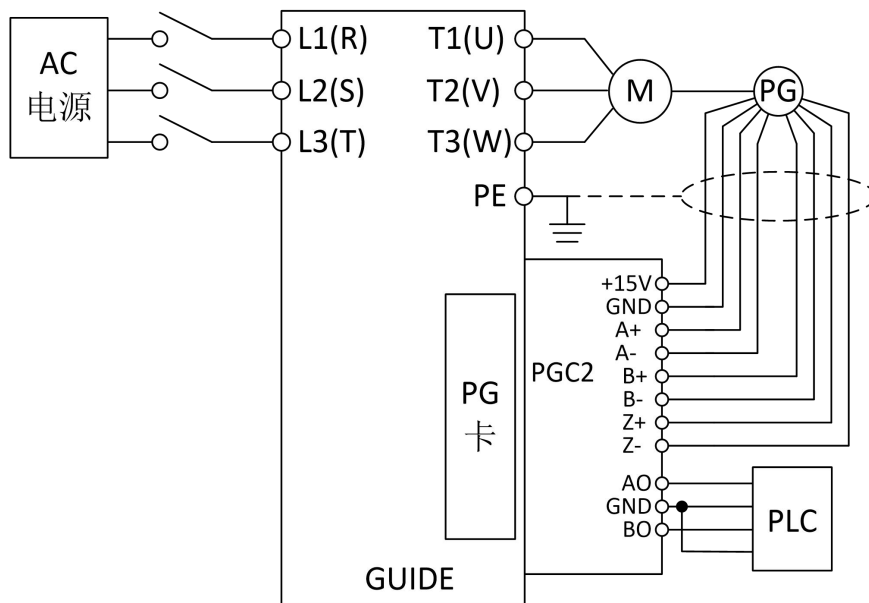 AC
电源
L1(R)
T1(U)
L2(S)
T2(V)
L3(T)
T3(W)
M
PG
PE
+15V
GND
A+
A-
PGC2
B+
B-
Z+
Z-
PG
卡
AO
GND
BO
PLC
GUIDE